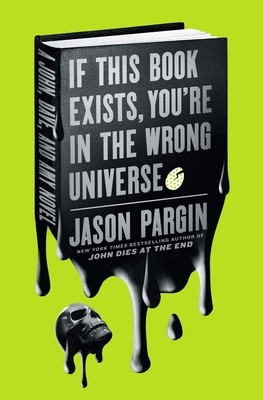 A JOHN, DAVE, AND AMY NOVEL
IF THIS BOOK
EXISTS, YOU'RE
IN THE WRONG
UNIVERSE
JASON PARGIN
NEW YORK TIMES BESTSELLING AUTHOR OF
JOHN DIES AT THE END